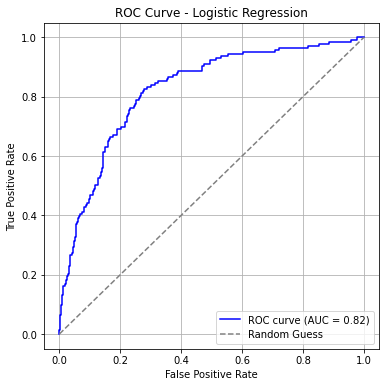 ROC Curve - Logistic Regression
True Positive Rate
1.0
0.8
0.6
0.4
0.2
0.0
0.0 0.2 0.4 0.6 0.8 1.0
False Positive Rate
ROC curve (AUC = 0.82)
Random Guess